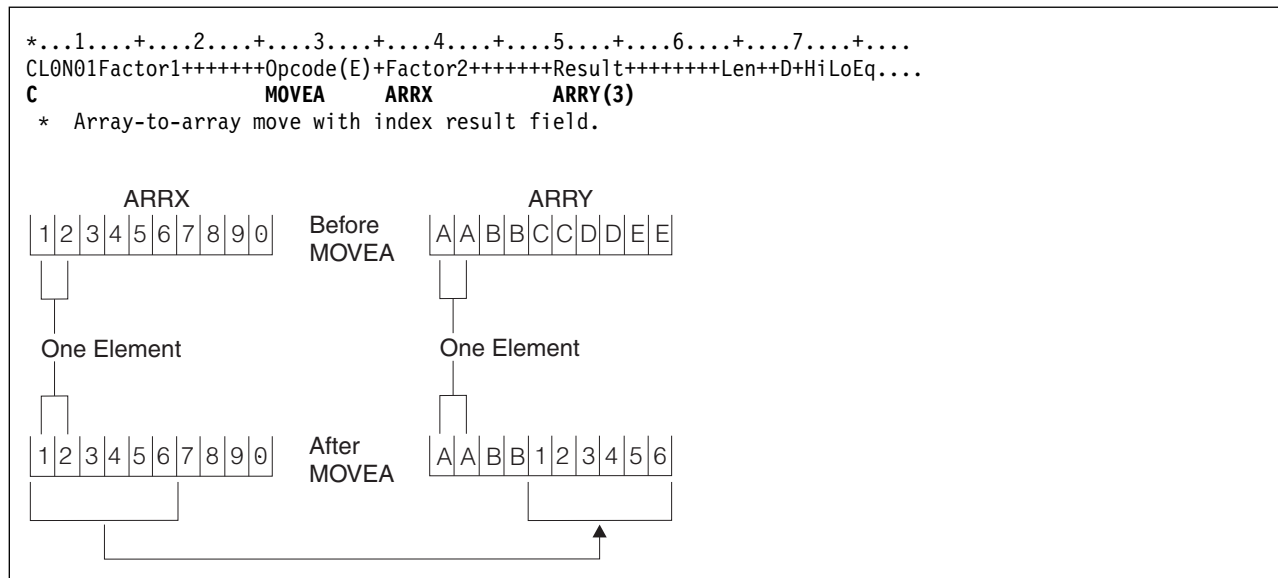 *...1....+....2....+....3....+....4....+....5....+....6....+....7....+....
CL0N01Factor1+++++++Opcode(E)+Factor2+++++++Result++++++++Len++D+HiLoEq....
C                   MOVEA     ARRX          ARRY(3)
 *  Array-to-array move with index result field.
ARRX ARRY
1 2 3 4 5 6 7 8 9 0 Before A A B B C C D D E E
MOVEA
One Element One Element
1 2 3 4 5 6 7 8 9 0 After A A B B 1 2 3 4 5 6
MOVEA